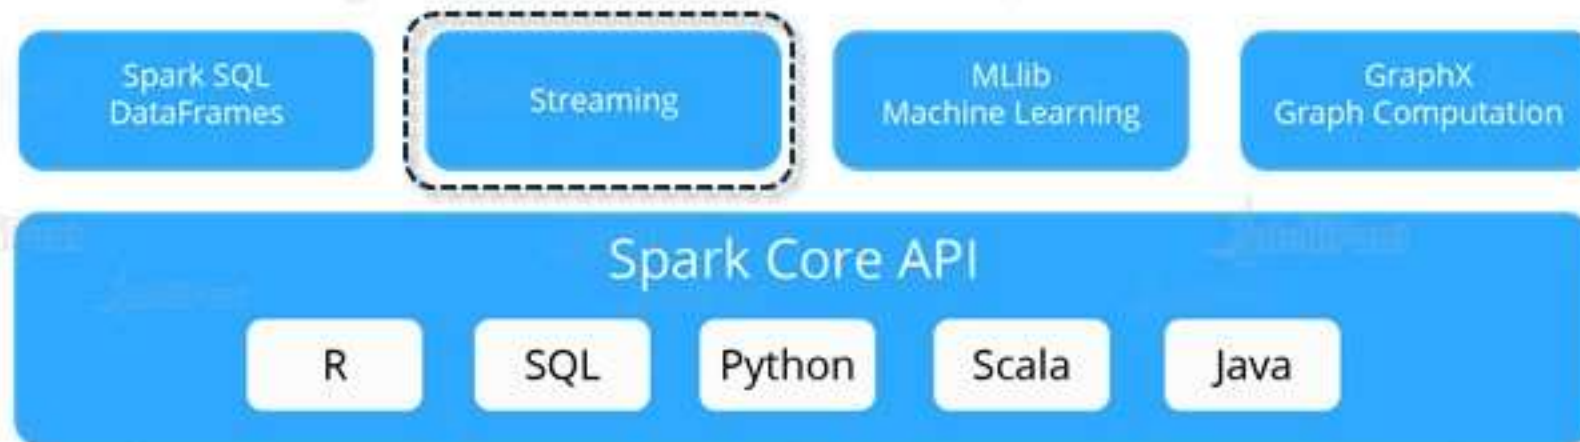 Spark SQL
DataFrames
Streaming
MLlib
Machine Learning
GraphX
Graph Computation
Spark Core API
R
SQL
Python
Scala
Java